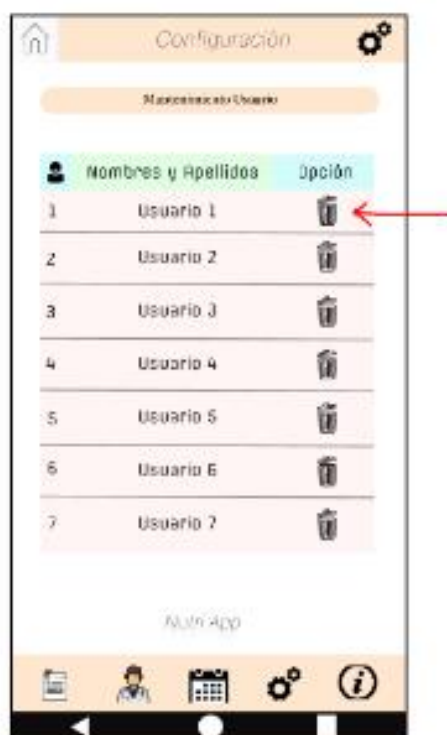 Configuración
Mantenimiento Usuario
Nombres y Apellidos Opción
1 Usuario 1
2 Usuario 2
3 Usuario 3
4 Usuario 4
5 Usuario 5
6 Usuario 6
7 Usuario 7
Nutri App